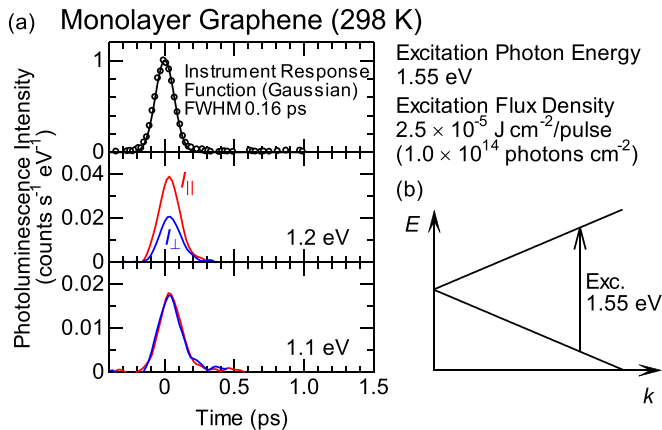 (a) Monolayer Graphene (298 K)
Photoluminescence Intensity
(counts s⁻¹ eV⁻¹)
1
0
Instrument Response
Function (Gaussian)
FWHM 0.16 ps
0.04
0.02
0
I||
I⊥
1.2 eV
0.02
0.01
0
1.1 eV
0 0.5 1.0 1.5
Time (ps)
Excitation Photon Energy
1.55 eV
Excitation Flux Density
2.5 × 10⁻⁵ J cm⁻²/pulse
(1.0 × 10¹⁴ photons cm⁻²)
(b)
E
Exc.
1.55 eV
k